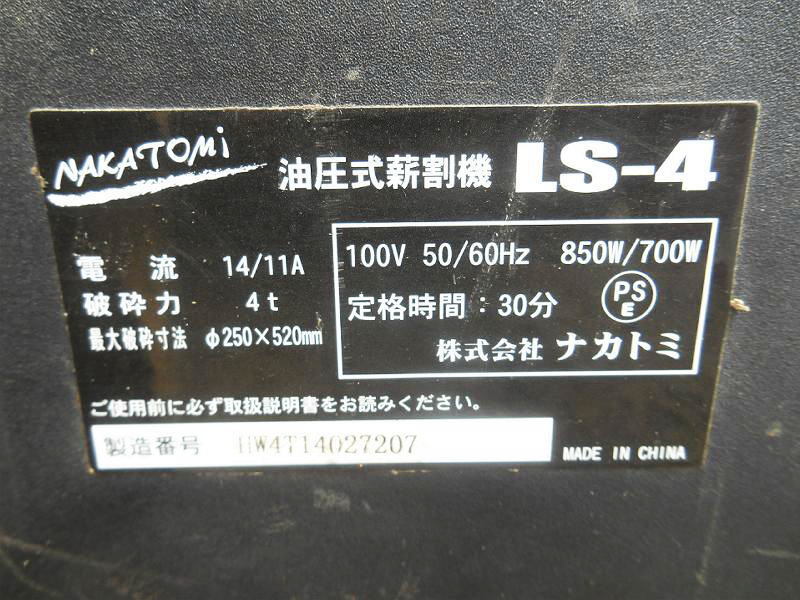 NAKATOMi 油圧式薪割機 LS-4
電流 14/11A
破砕力 4t
最大破砕寸法 φ250×520mm
100V 50/60Hz 850W/700W
定格時間：30分 PSE
株式会社 ナカトミ
ご使用前に必ず取扱説明書をお読みください。
製造番号 HW4T14027207
MADE IN CHINA